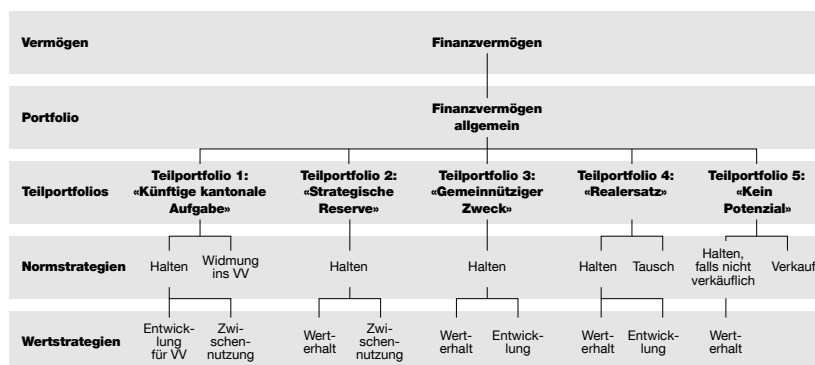 Vermögen
Finanzvermögen
Portfolio
Finanzvermögen
allgemein
Teilportfolios
Teilportfolio 1:
«Künftige kantonale
Aufgabe»
Teilportfolio 2:
«Strategische
Reserve»
Teilportfolio 3:
«Gemeinnütziger
Zweck»
Teilportfolio 4:
«Realersatz»
Teilportfolio 5:
«Kein
Potenzial»
Normstrategien
Halten
Widmung
ins VV
Halten
Halten
Halten
Tausch
Halten,
falls nicht
verkäuflich
Verkauf
Wertstrategien
Entwick-
lung
für VV
Zwi-
schen-
nutzung
Wert-
erhalt
Zwi-
schen-
nutzung
Wert-
erhalt
Entwick-
lung
Wert-
erhalt
Entwick-
lung
Wert-
erhalt